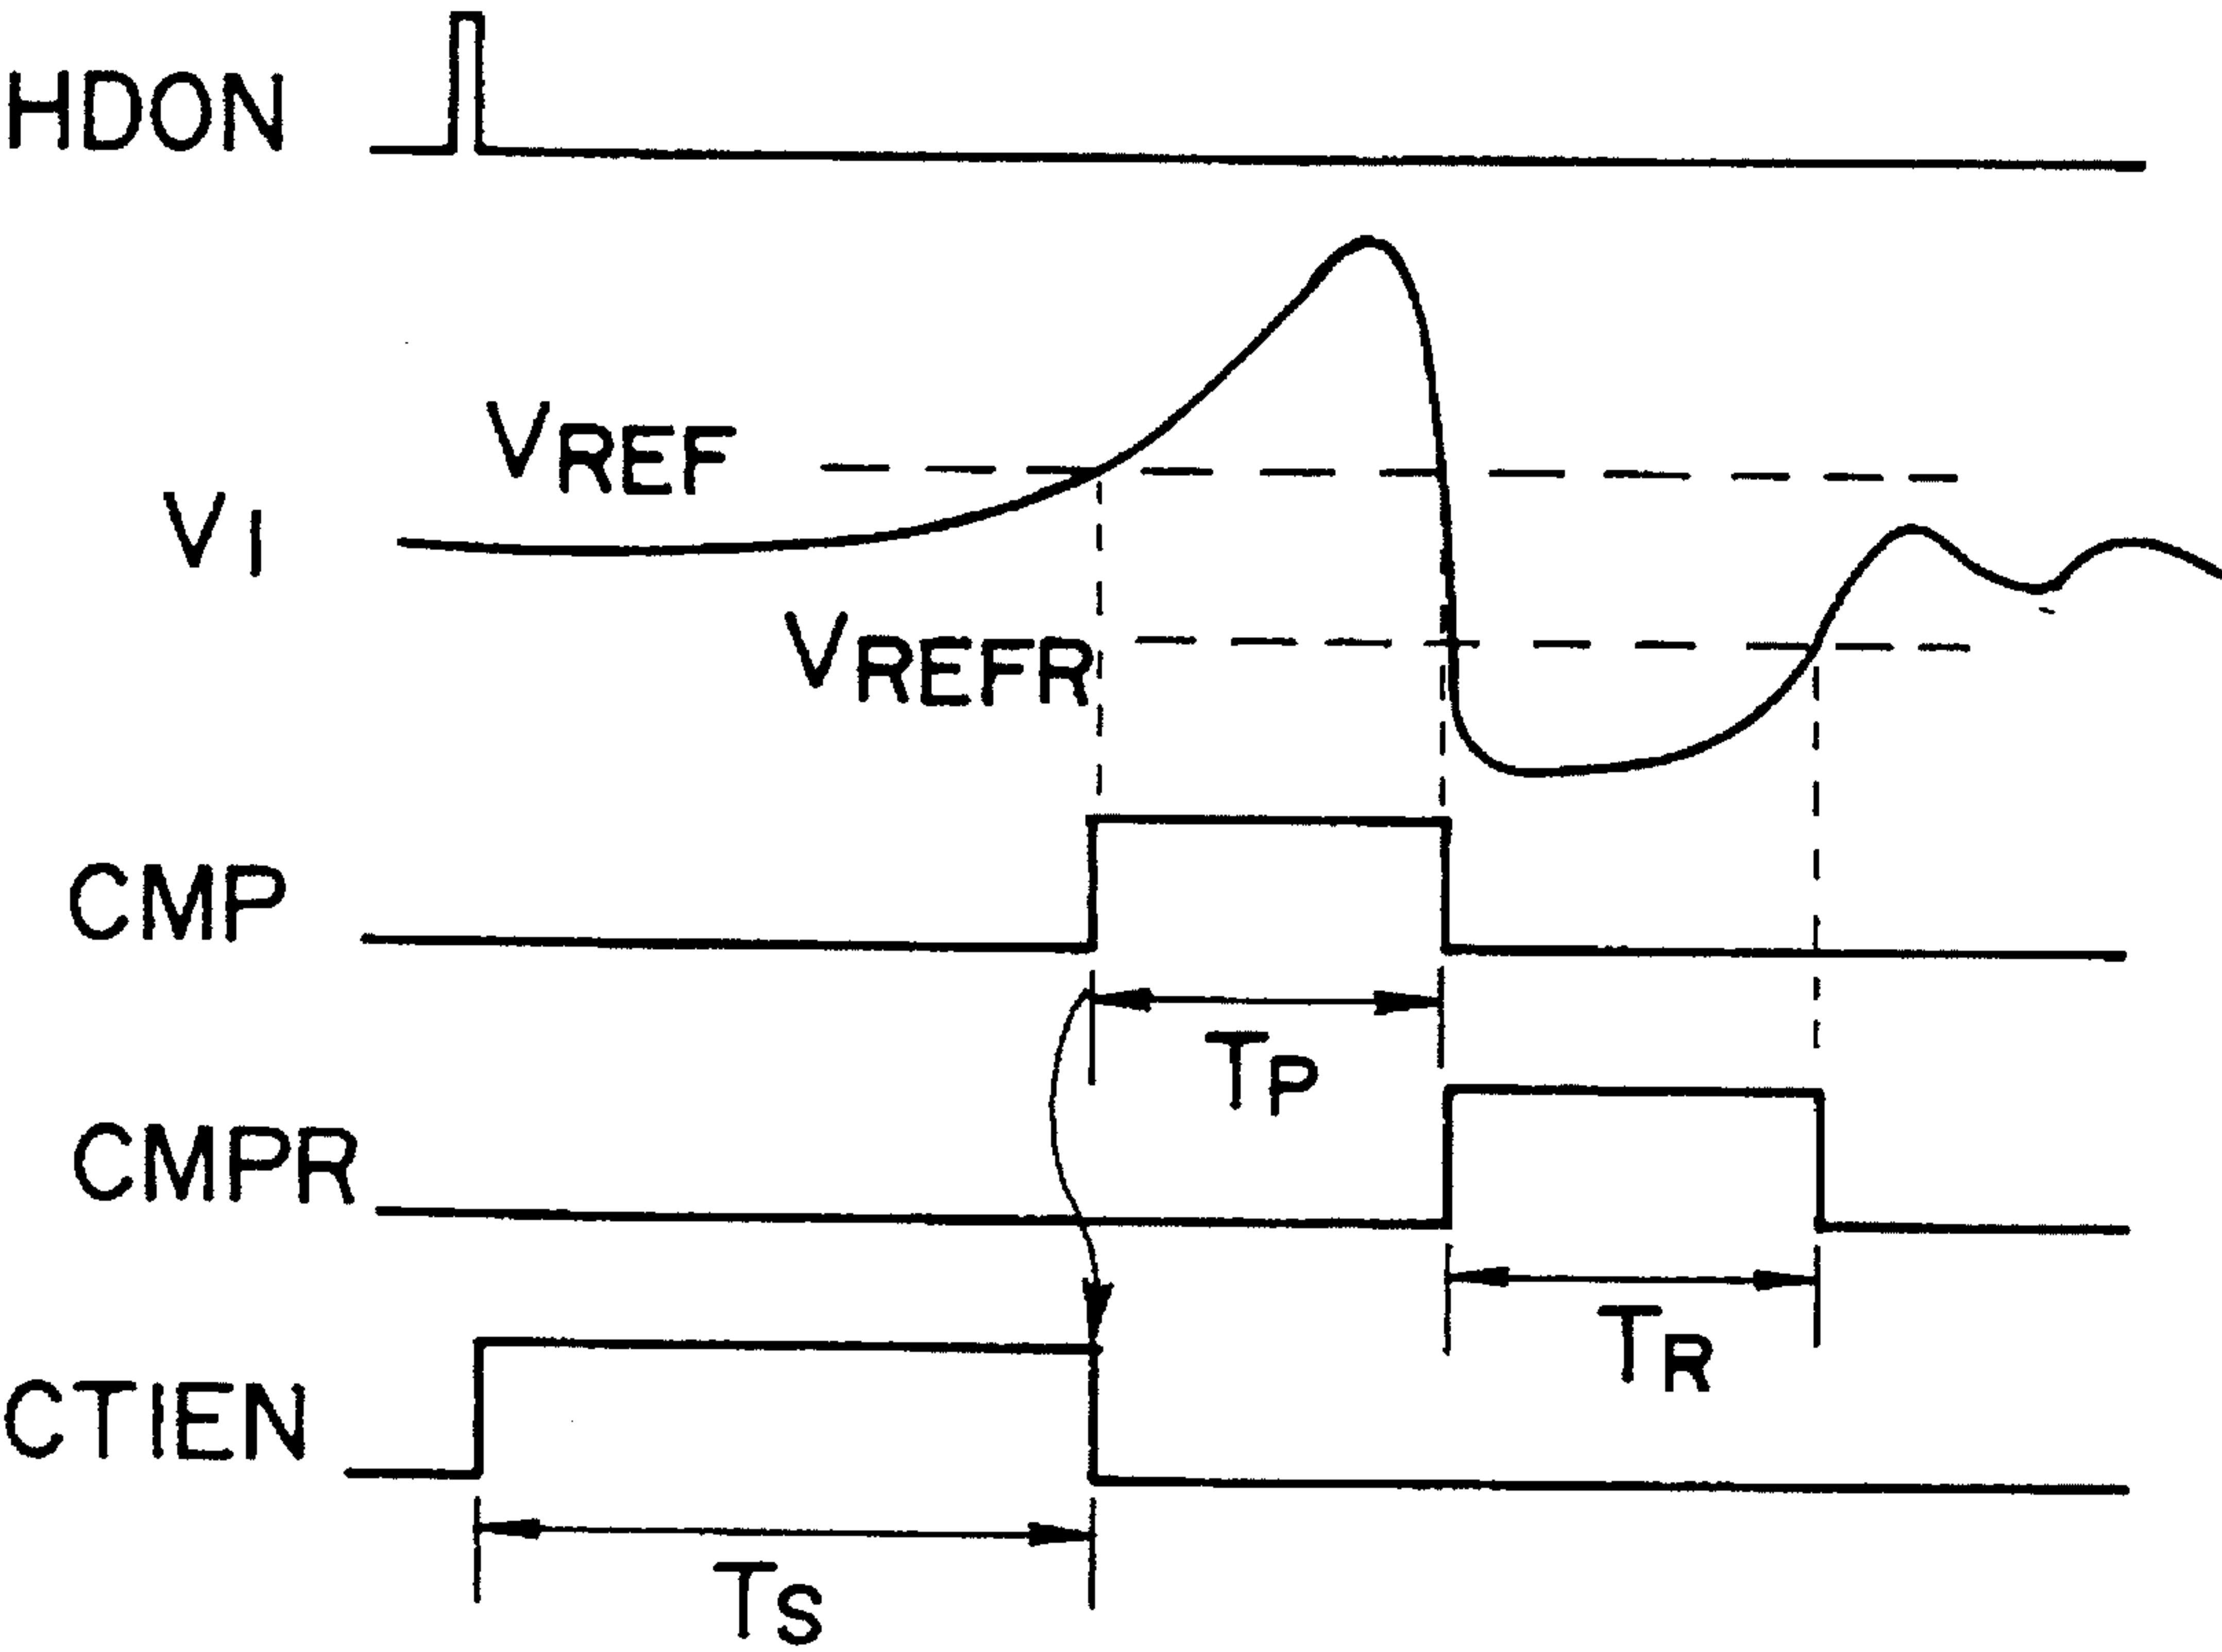 HDON
VREF
VI
VREFR
CMP
TP
CMPR
TR
CTIEN
TS